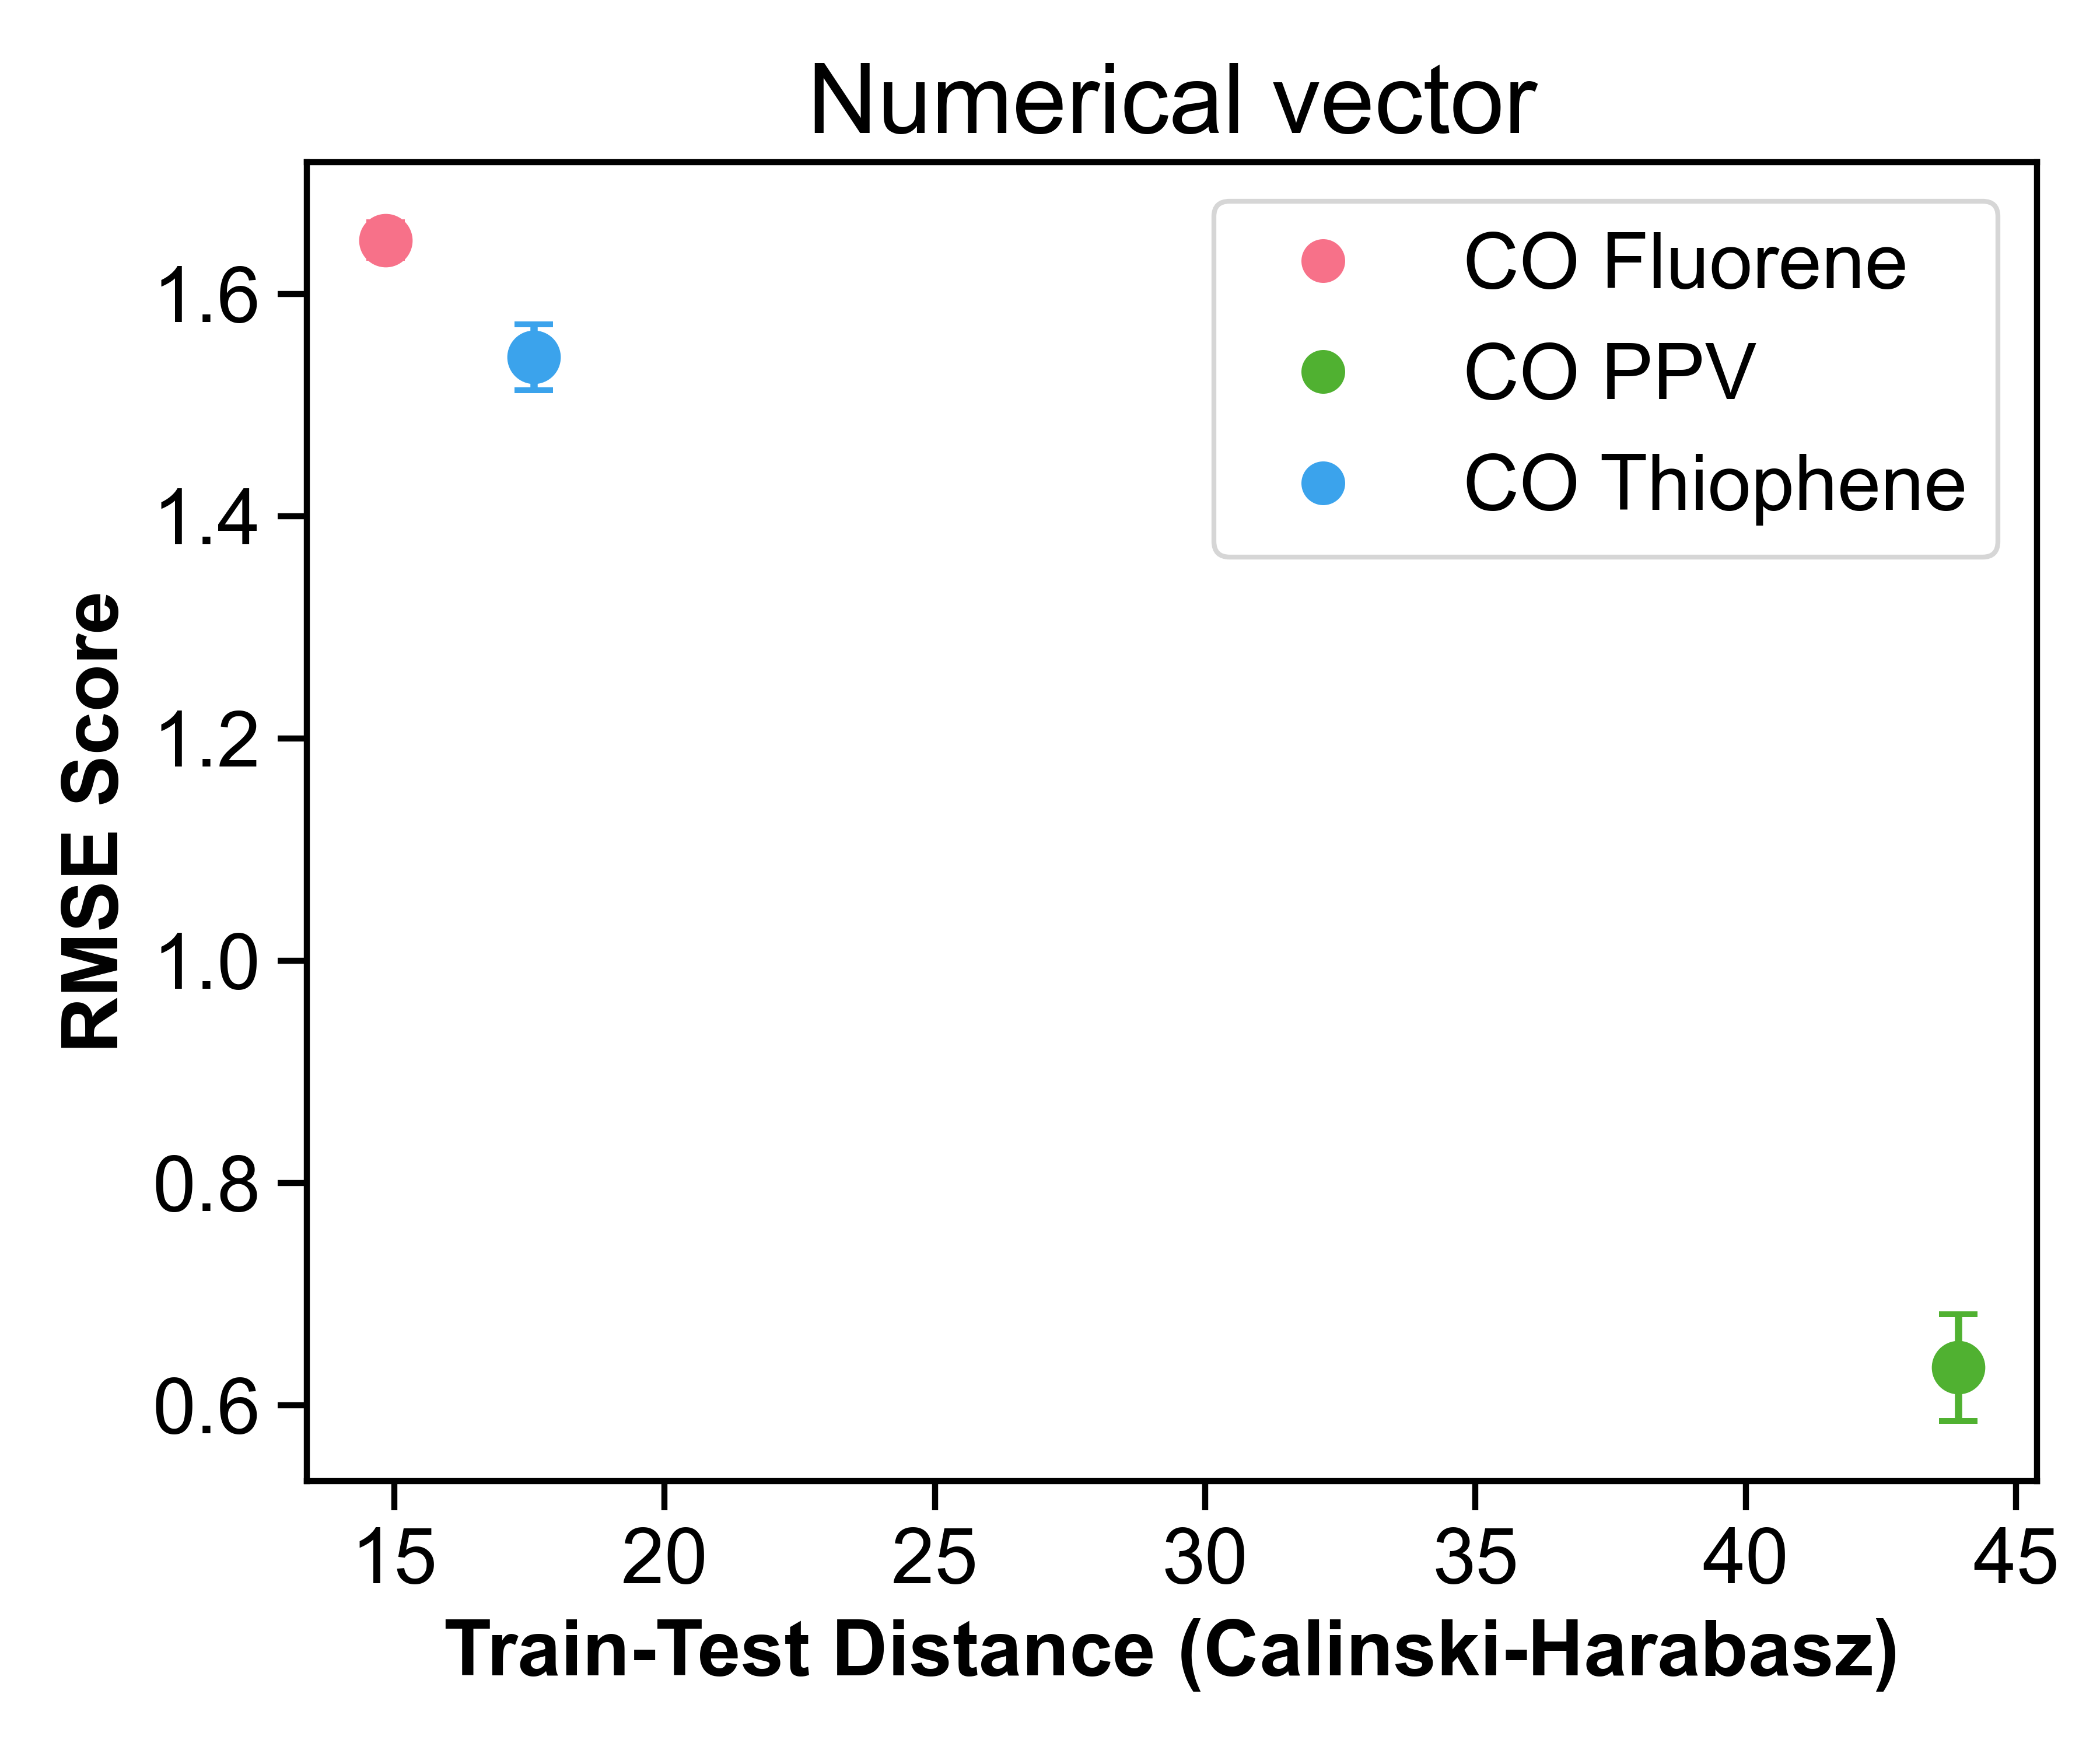 Numerical vector
CO Fluorene
CO PPV
CO Thiophene
RMSE Score
1.6
1.4
1.2
1.0
0.8
0.6
15 20 25 30 35 40 45
Train-Test Distance (Calinski-Harabasz)